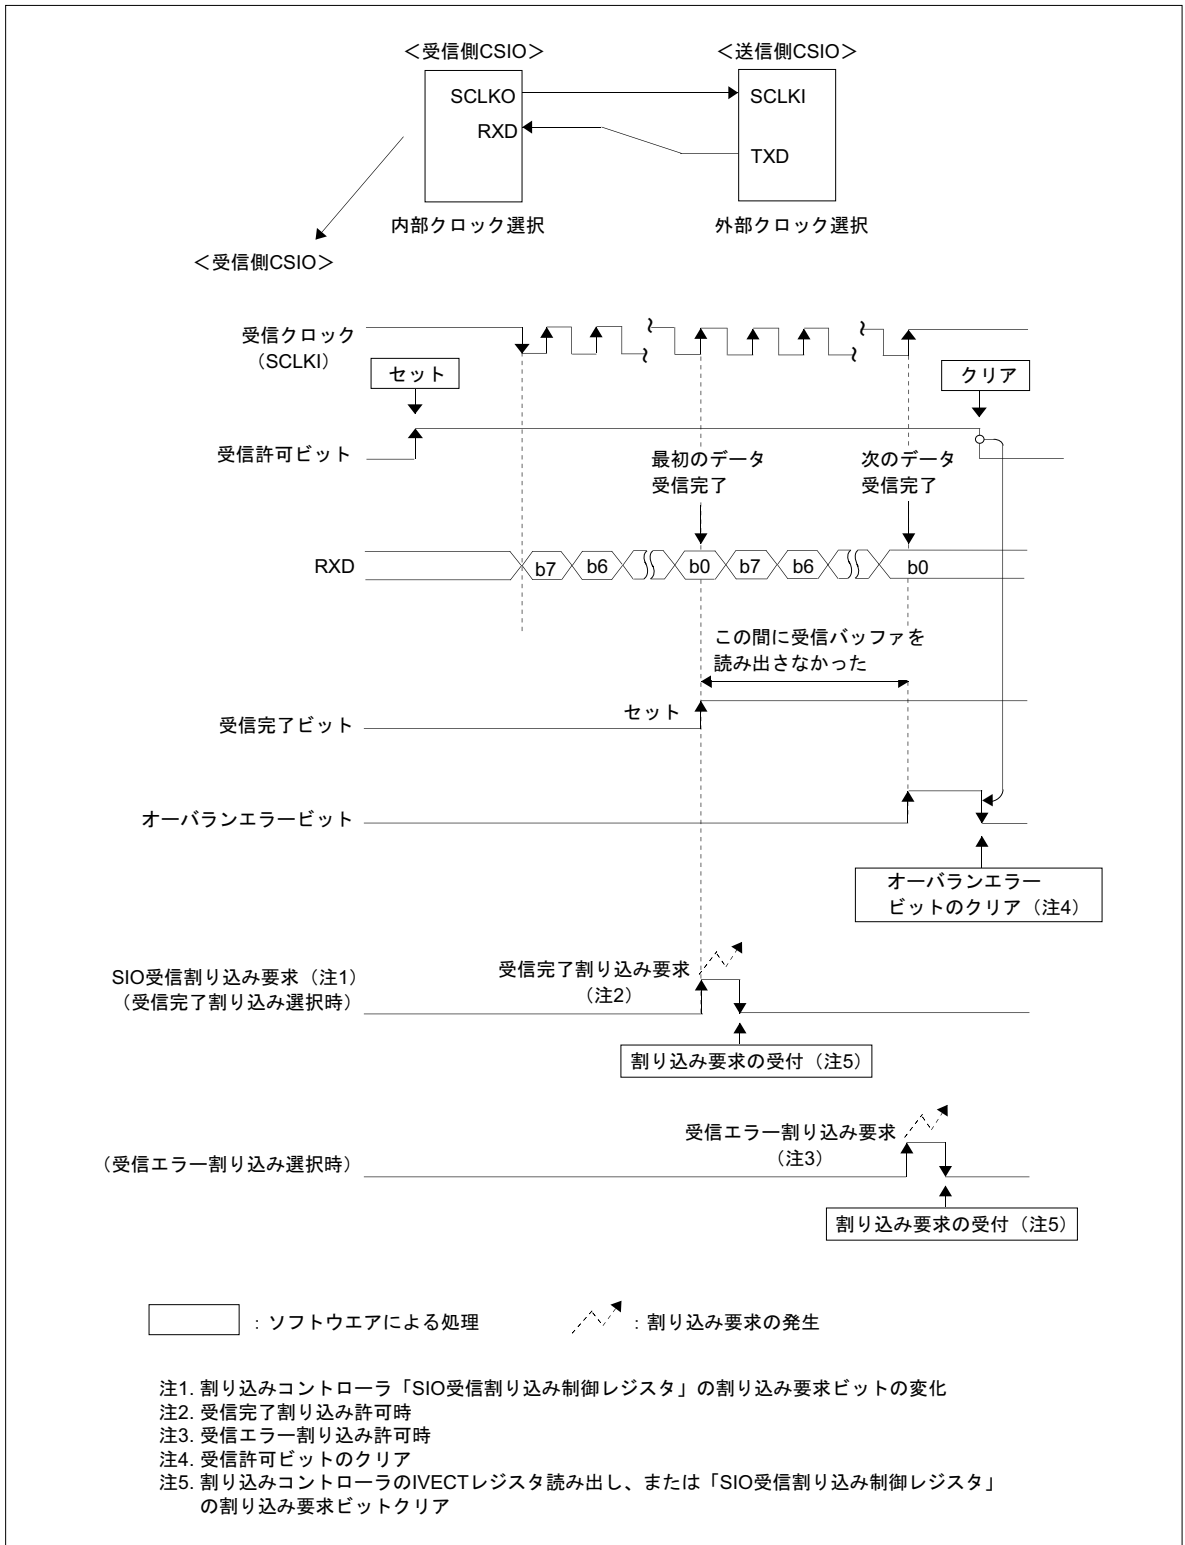 ＜受信側CSIO＞
＜送信側CSIO＞
SCLKO
SCLKI
RXD
TXD
内部クロック選択
外部クロック選択
＜受信側CSIO＞
受信クロック
（SCLKI）
セット
クリア
受信許可ビット
最初のデータ
受信完了
次のデータ
受信完了
RXD
b7
b6
b0
b7
b6
b0
この間に受信バッファを
読み出さなかった
受信完了ビット
セット
オーバランエラービット
オーバランエラー
ビットのクリア（注4）
SIO受信割り込み要求（注1）
（受信完了割り込み選択時）
受信完了割り込み要求
（注2）
割り込み要求の受付（注5）
受信エラー割り込み要求
（注3）
（受信エラー割り込み選択時）
割り込み要求の受付（注5）
：ソフトウエアによる処理
：割り込み要求の発生
注1. 割り込みコントローラ「SIO受信割り込み制御レジスタ」の割り込み要求ビットの変化
注2. 受信完了割り込み許可時
注3. 受信エラー割り込み許可時
注4. 受信許可ビットのクリア
注5. 割り込みコントローラのIVECTレジスタ読み出し、または「SIO受信割り込み制御レジスタ」
の割り込み要求ビットクリア